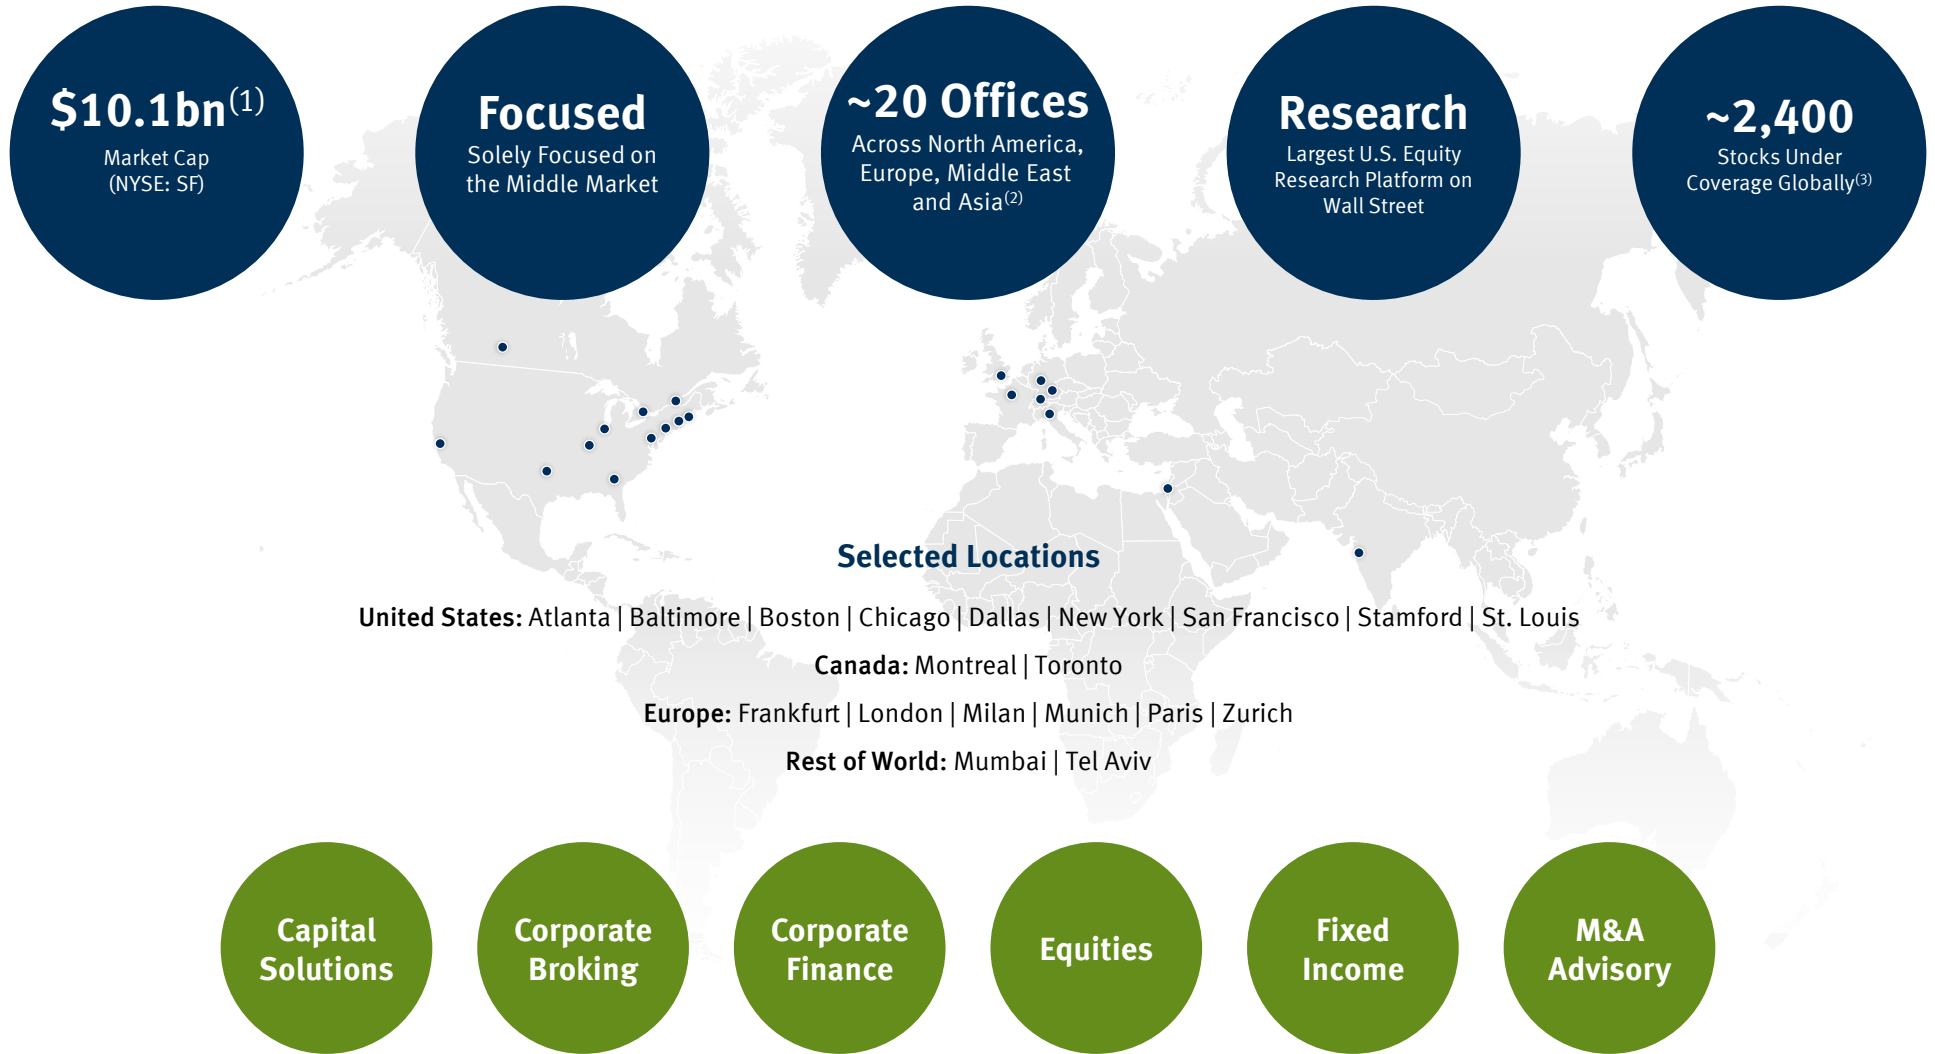 $10.1bn(1)
Market Cap
(NYSE: SF)
Focused
Solely Focused on
the Middle Market
~20 Offices
Across North America,
Europe, Middle East
and Asia(2)
Research
Largest U.S. Equity
Research Platform on
Wall Street
~2,400
Stocks Under
Coverage Globally(3)
Selected Locations
United States: Atlanta | Baltimore | Boston | Chicago | Dallas | New York | San Francisco | Stamford | St. Louis
Canada: Montreal | Toronto
Europe: Frankfurt | London | Milan | Munich | Paris | Zurich
Rest of World: Mumbai | Tel Aviv
Capital
Solutions
Corporate
Broking
Corporate
Finance
Equities
Fixed
Income
M&A
Advisory